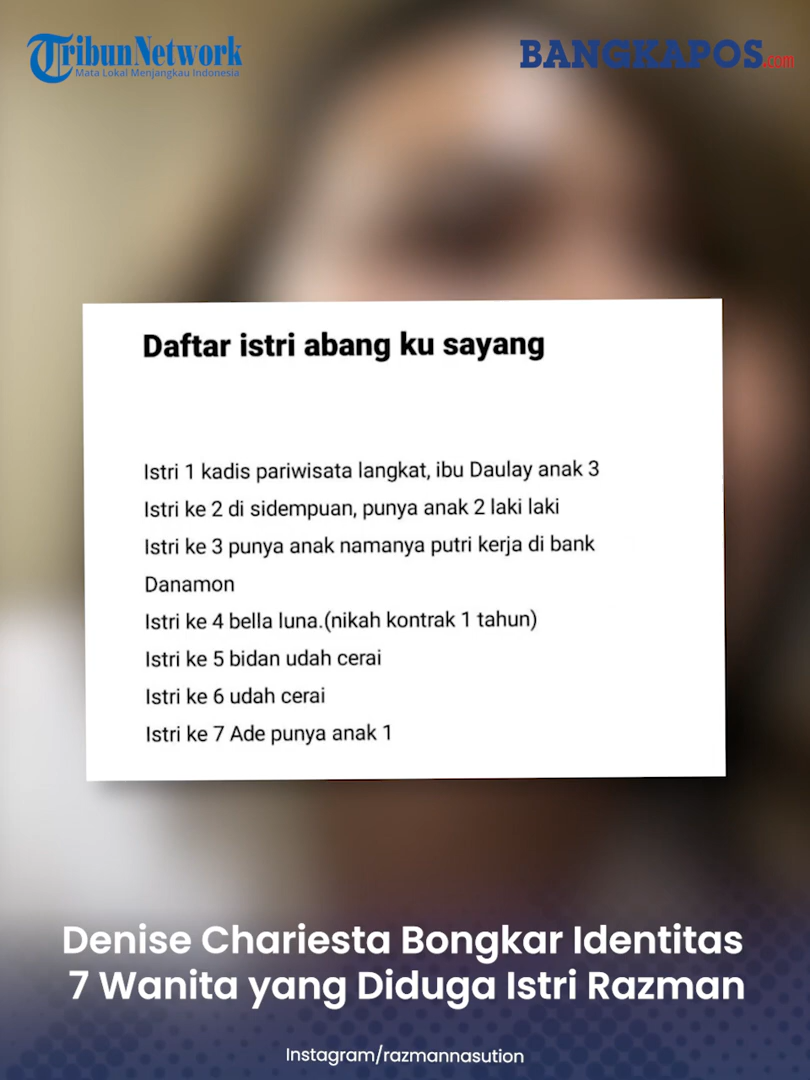 Tribun Network
Mata Lokal Menjangkau Indonesia
BANGKAPOS.com
Daftar istri abang ku sayang
Istri 1 kadis pariwisata langkat, ibu Daulay anak 3
Istri ke 2 di sidempuan, punya anak 2 laki laki
Istri ke 3 punya anak namanya putri kerja di bank
Danamon
Istri ke 4 bella luna.(nikah kontrak 1 tahun)
Istri ke 5 bidan udah cerai
Istri ke 6 udah cerai
Istri ke 7 Ade punya anak 1
Denise Chariesta Bongkar Identitas
7 Wanita yang Diduga Istri Razman
Instagram/razmannasution